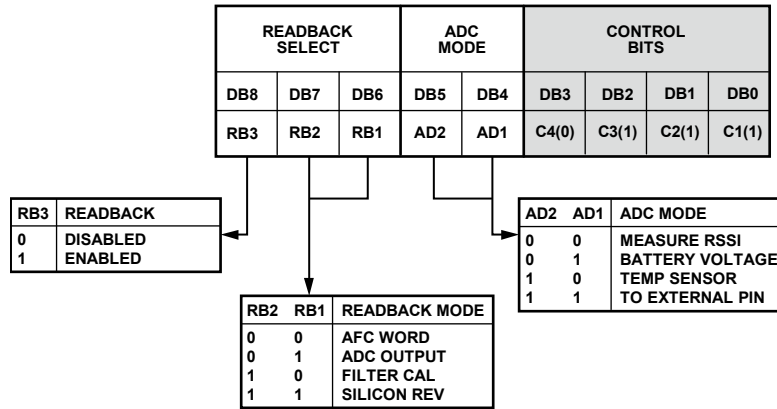 READBACK SELECT ADC MODE CONTROL BITS
DB8 DB7 DB6 DB5 DB4 DB3 DB2 DB1 DB0
RB3 RB2 RB1 AD2 AD1 C4(0) C3(1) C2(1) C1(1)
RB3 READBACK
0 DISABLED
1 ENABLED
AD2 AD1 ADC MODE
0 0 MEASURE RSSI
0 1 BATTERY VOLTAGE
1 0 TEMP SENSOR
1 1 TO EXTERNAL PIN
RB2 RB1 READBACK MODE
0 0 AFC WORD
0 1 ADC OUTPUT
1 0 FILTER CAL
1 1 SILICON REV